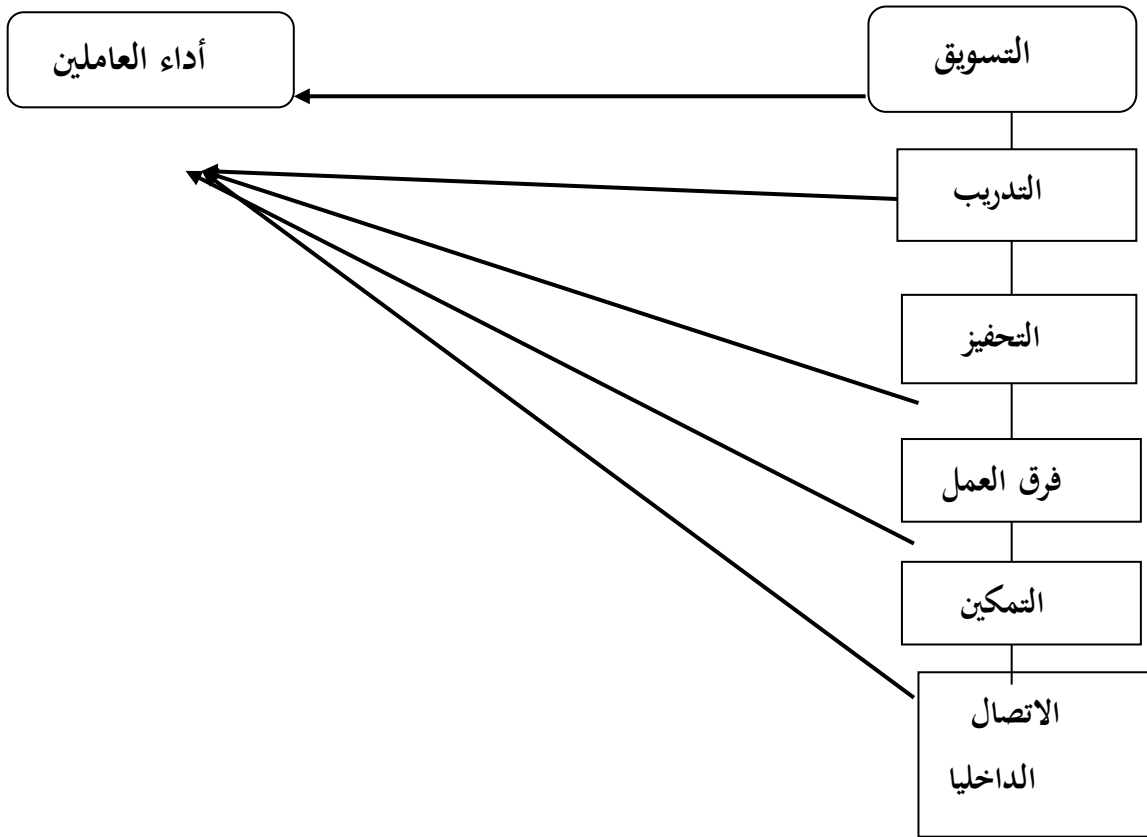 التسويق
أداء العاملين
التدريب
التحفيز
فرق العمل
التمكين
الاتصال
الداخليا